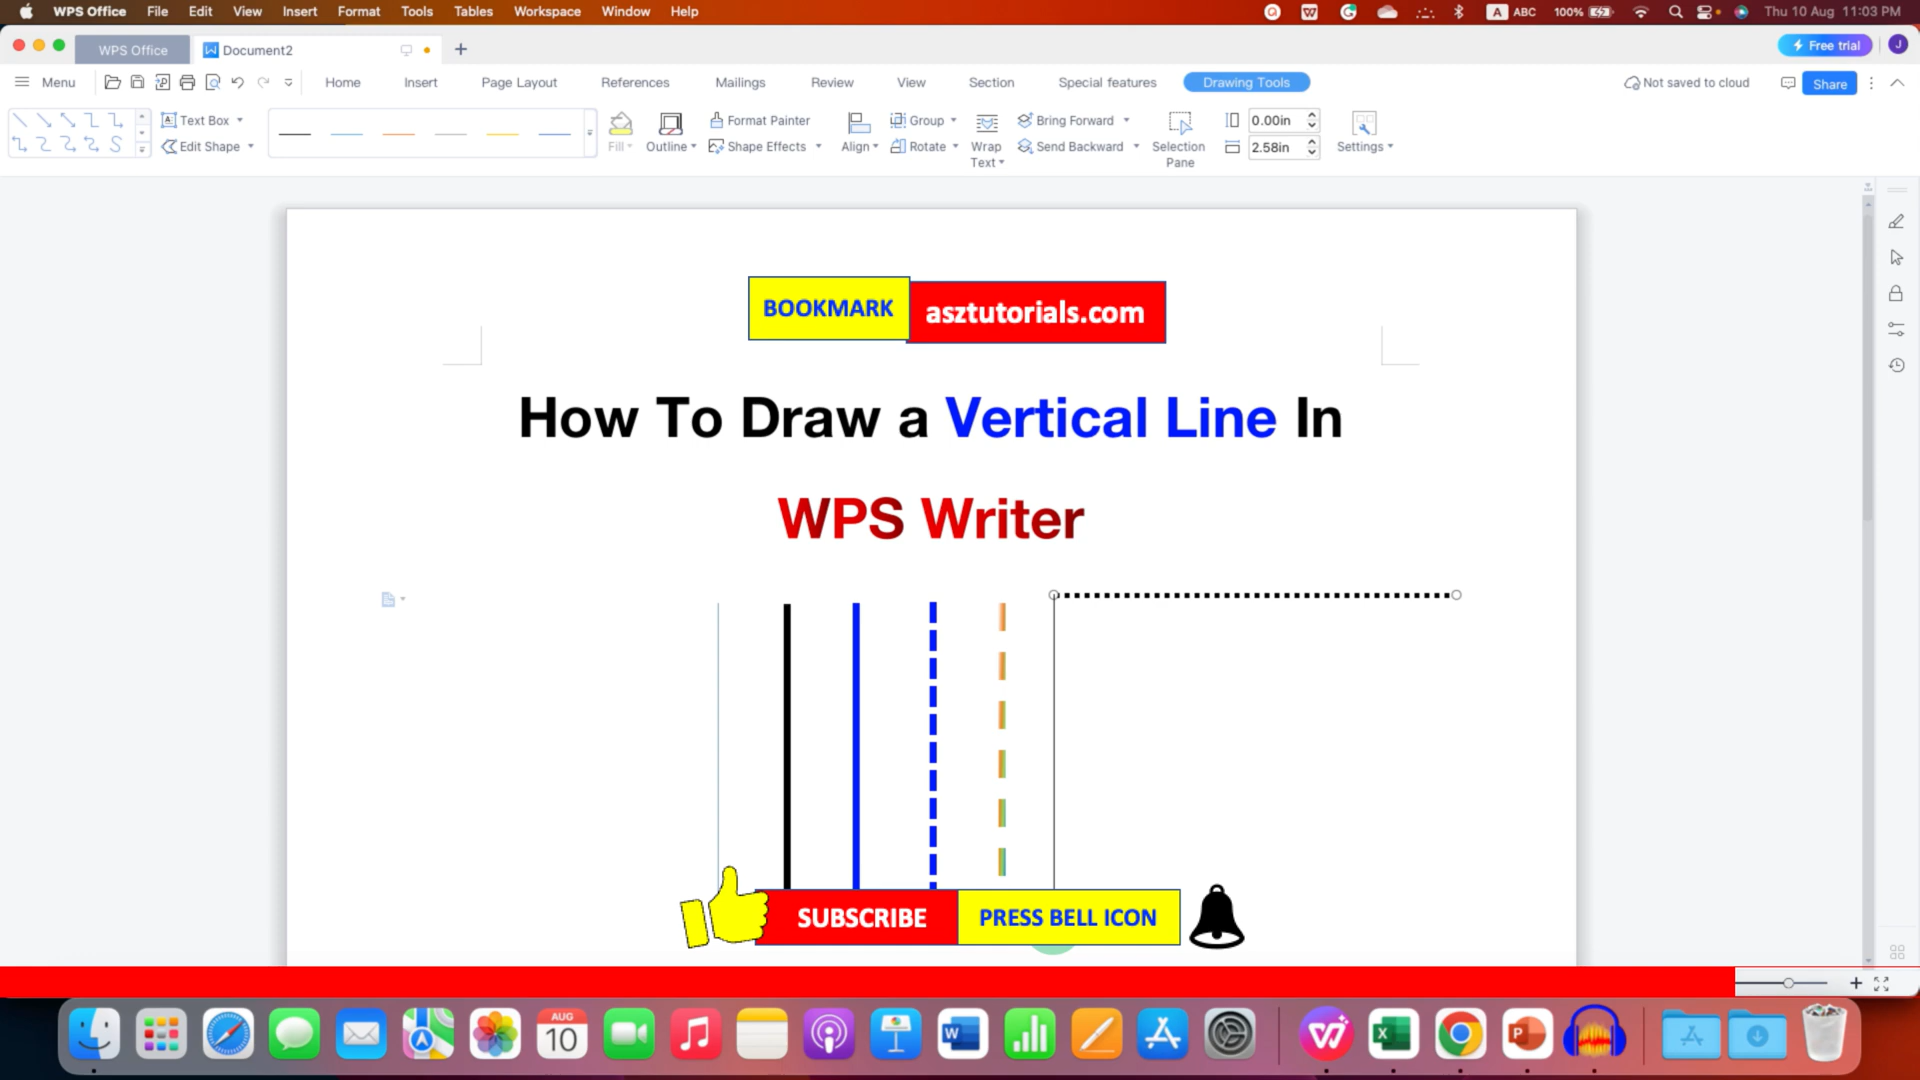 WPS Office File Edit View Insert Format Tools Tables Workspace Window Help A ABC 100% Thu 10 Aug 11:03 PM
WPS Office Document2 + Free trial J
Menu Home Insert Page Layout References Mailings Review View Section Special features Drawing Tools Not saved to cloud Share
Text Box Format Painter Group Bring Forward 0.00in
Edit Shape Fill Outline Shape Effects Align Rotate Wrap Text Send Backward Selection Pane 2.58in Settings
BOOKMARK asztutorials.com
How To Draw a Vertical Line In
WPS Writer
SUBSCRIBE PRESS BELL ICON
AUG
10
W X P